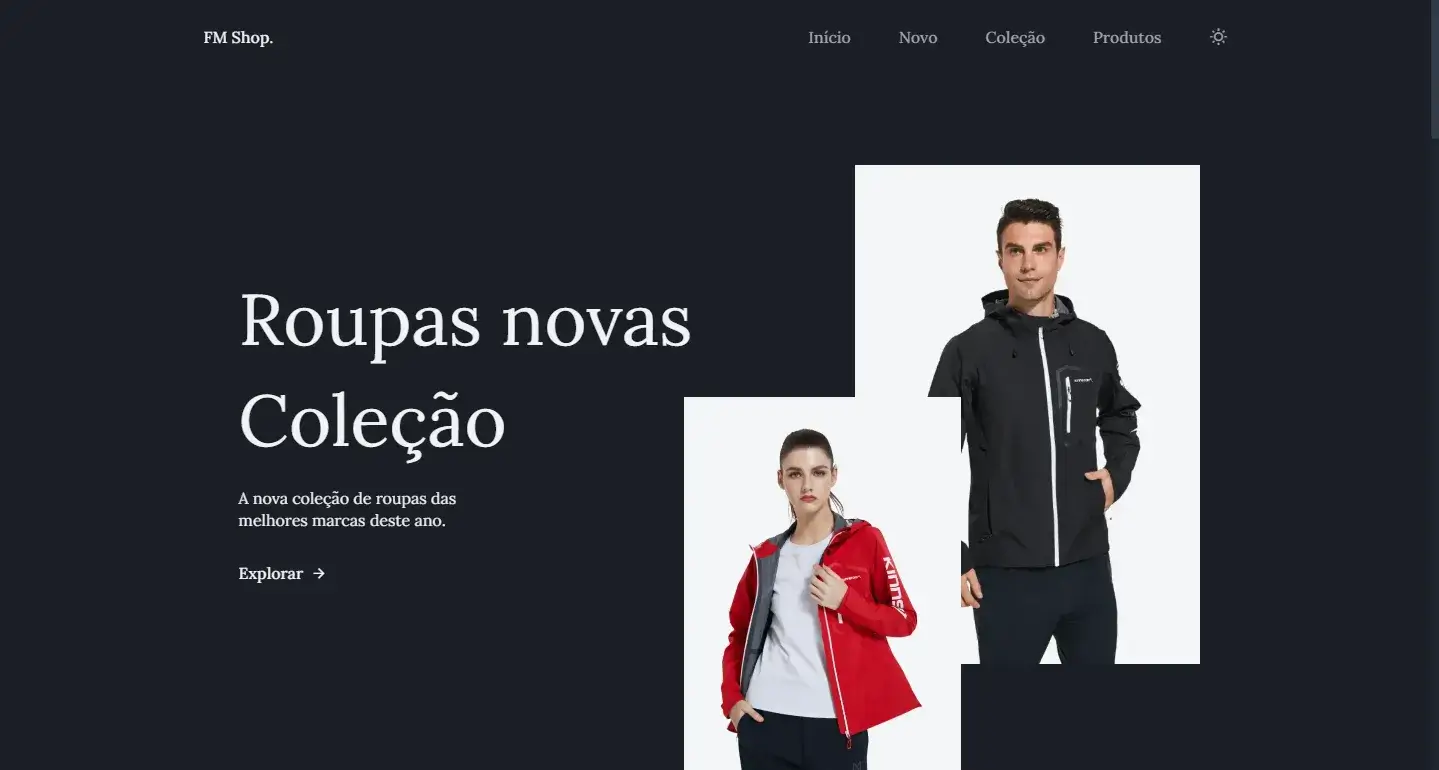 FM Shop.
Início
Novo
Coleção
Produtos
Roupas novas
Coleção
A nova coleção de roupas das
melhores marcas deste ano.
Explorar